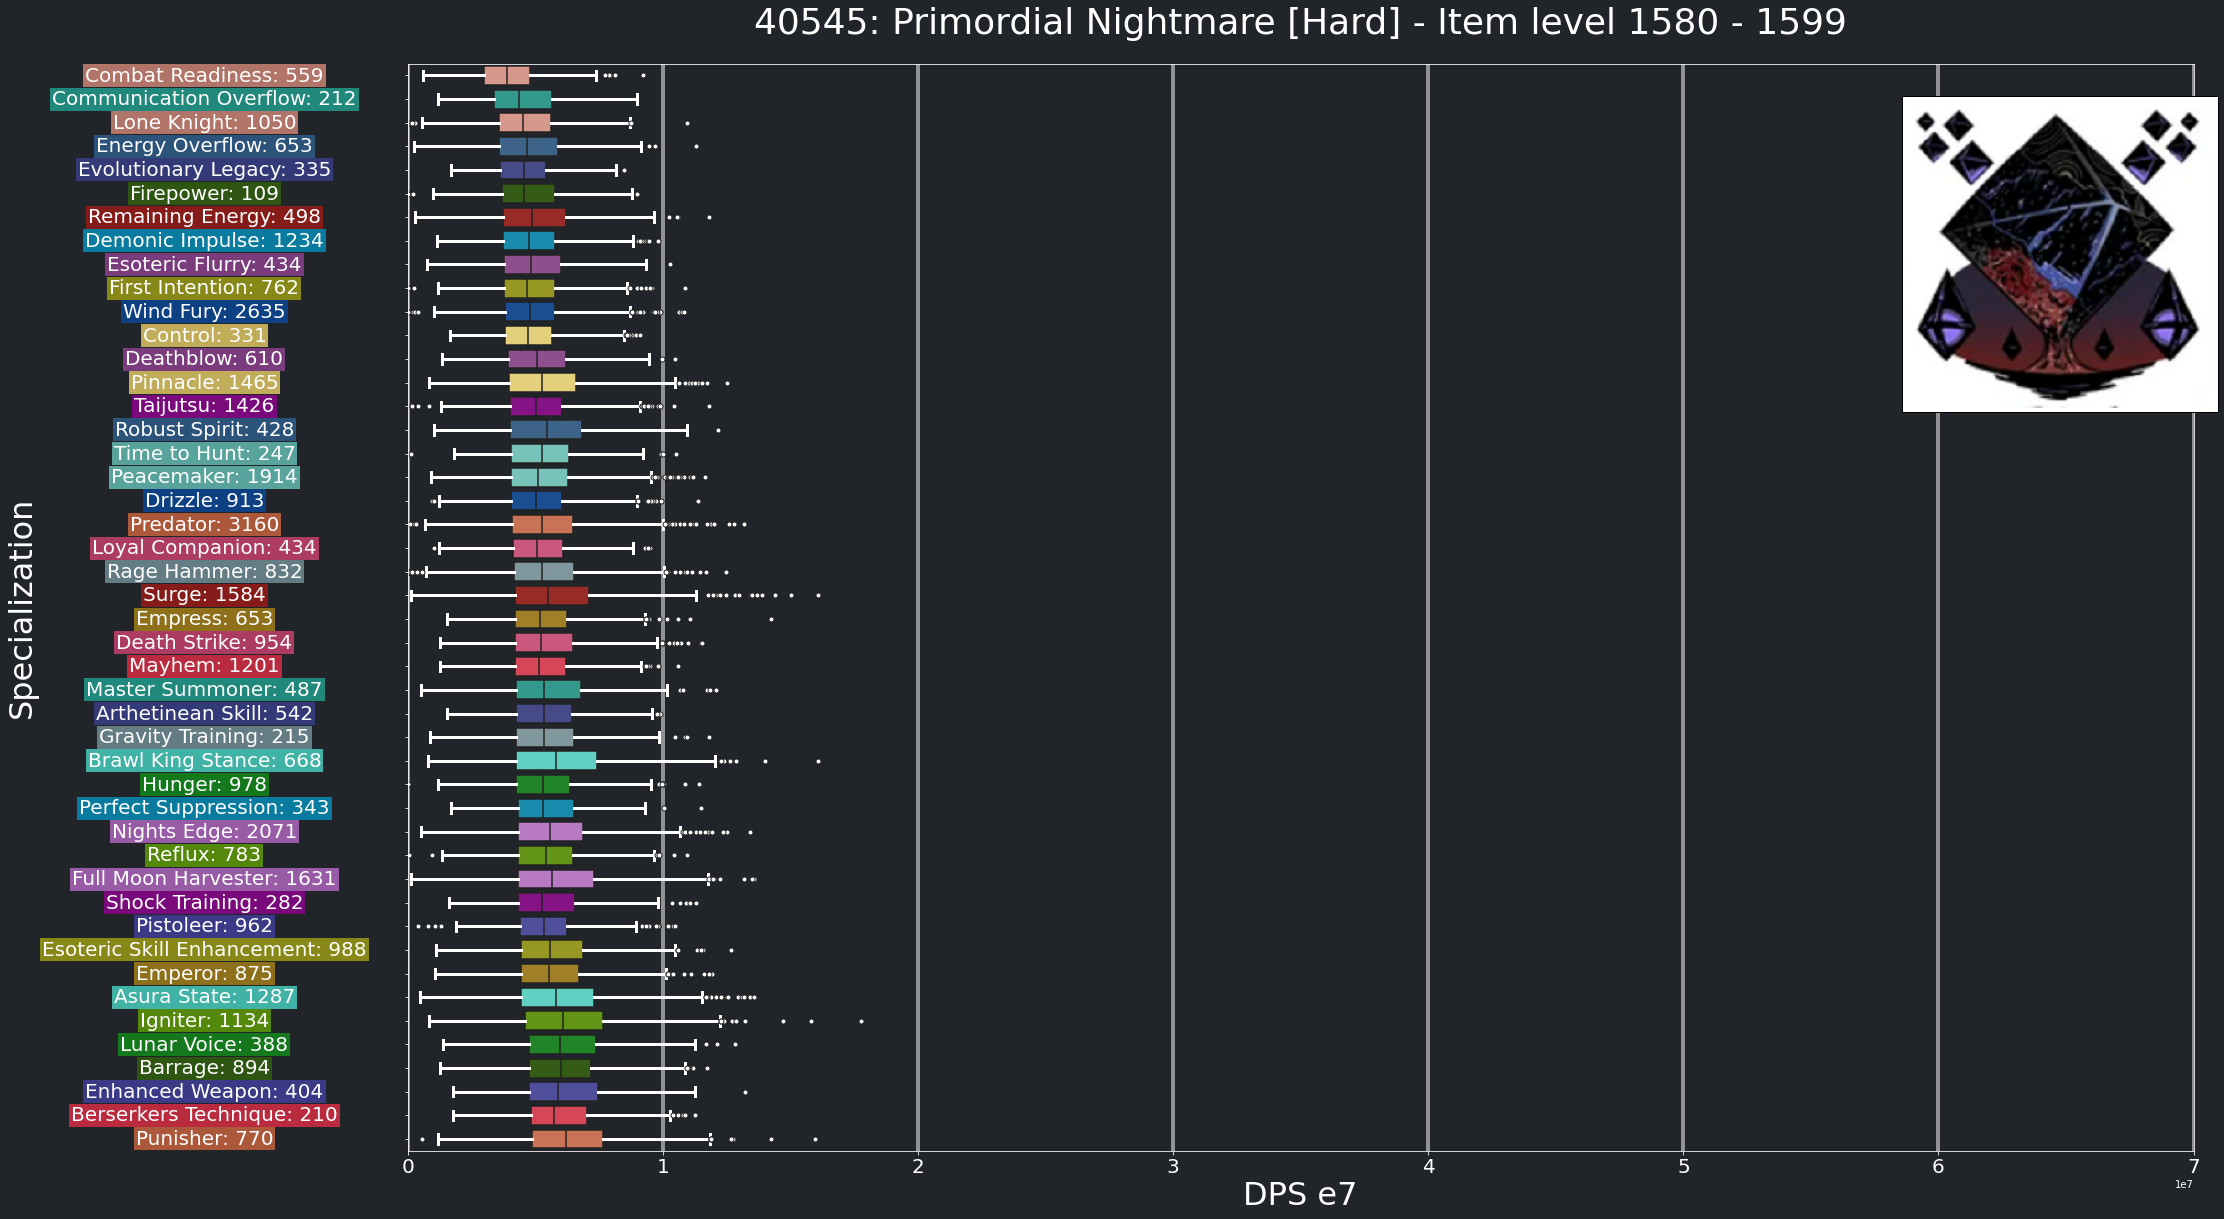 40545: Primordial Nightmare [Hard] - Item level 1580 - 1599
Combat Readiness: 559
Communication Overflow: 212
Lone Knight: 1050
Energy Overflow: 653
Evolutionary Legacy: 335
Firepower: 109
Remaining Energy: 498
Demonic Impulse: 1234
Esoteric Flurry: 434
First Intention: 762
Wind Fury: 2635
Control: 331
Deathblow: 610
Pinnacle: 1465
Taijutsu: 1426
Robust Spirit: 428
Time to Hunt: 247
Peacemaker: 1914
Drizzle: 913
Predator: 3160
Loyal Companion: 434
Rage Hammer: 832
Surge: 1584
Empress: 653
Death Strike: 954
Mayhem: 1201
Master Summoner: 487
Arthetinean Skill: 542
Gravity Training: 215
Brawl King Stance: 668
Hunger: 978
Perfect Suppression: 343
Nights Edge: 2071
Reflux: 783
Full Moon Harvester: 1631
Shock Training: 282
Pistoleer: 962
Esoteric Skill Enhancement: 988
Emperor: 875
Asura State: 1287
Igniter: 1134
Lunar Voice: 388
Barrage: 894
Enhanced Weapon: 404
Berserkers Technique: 210
Punisher: 770
Specialization
0 1 2 3 4 5 6 7
1e7
DPS e7